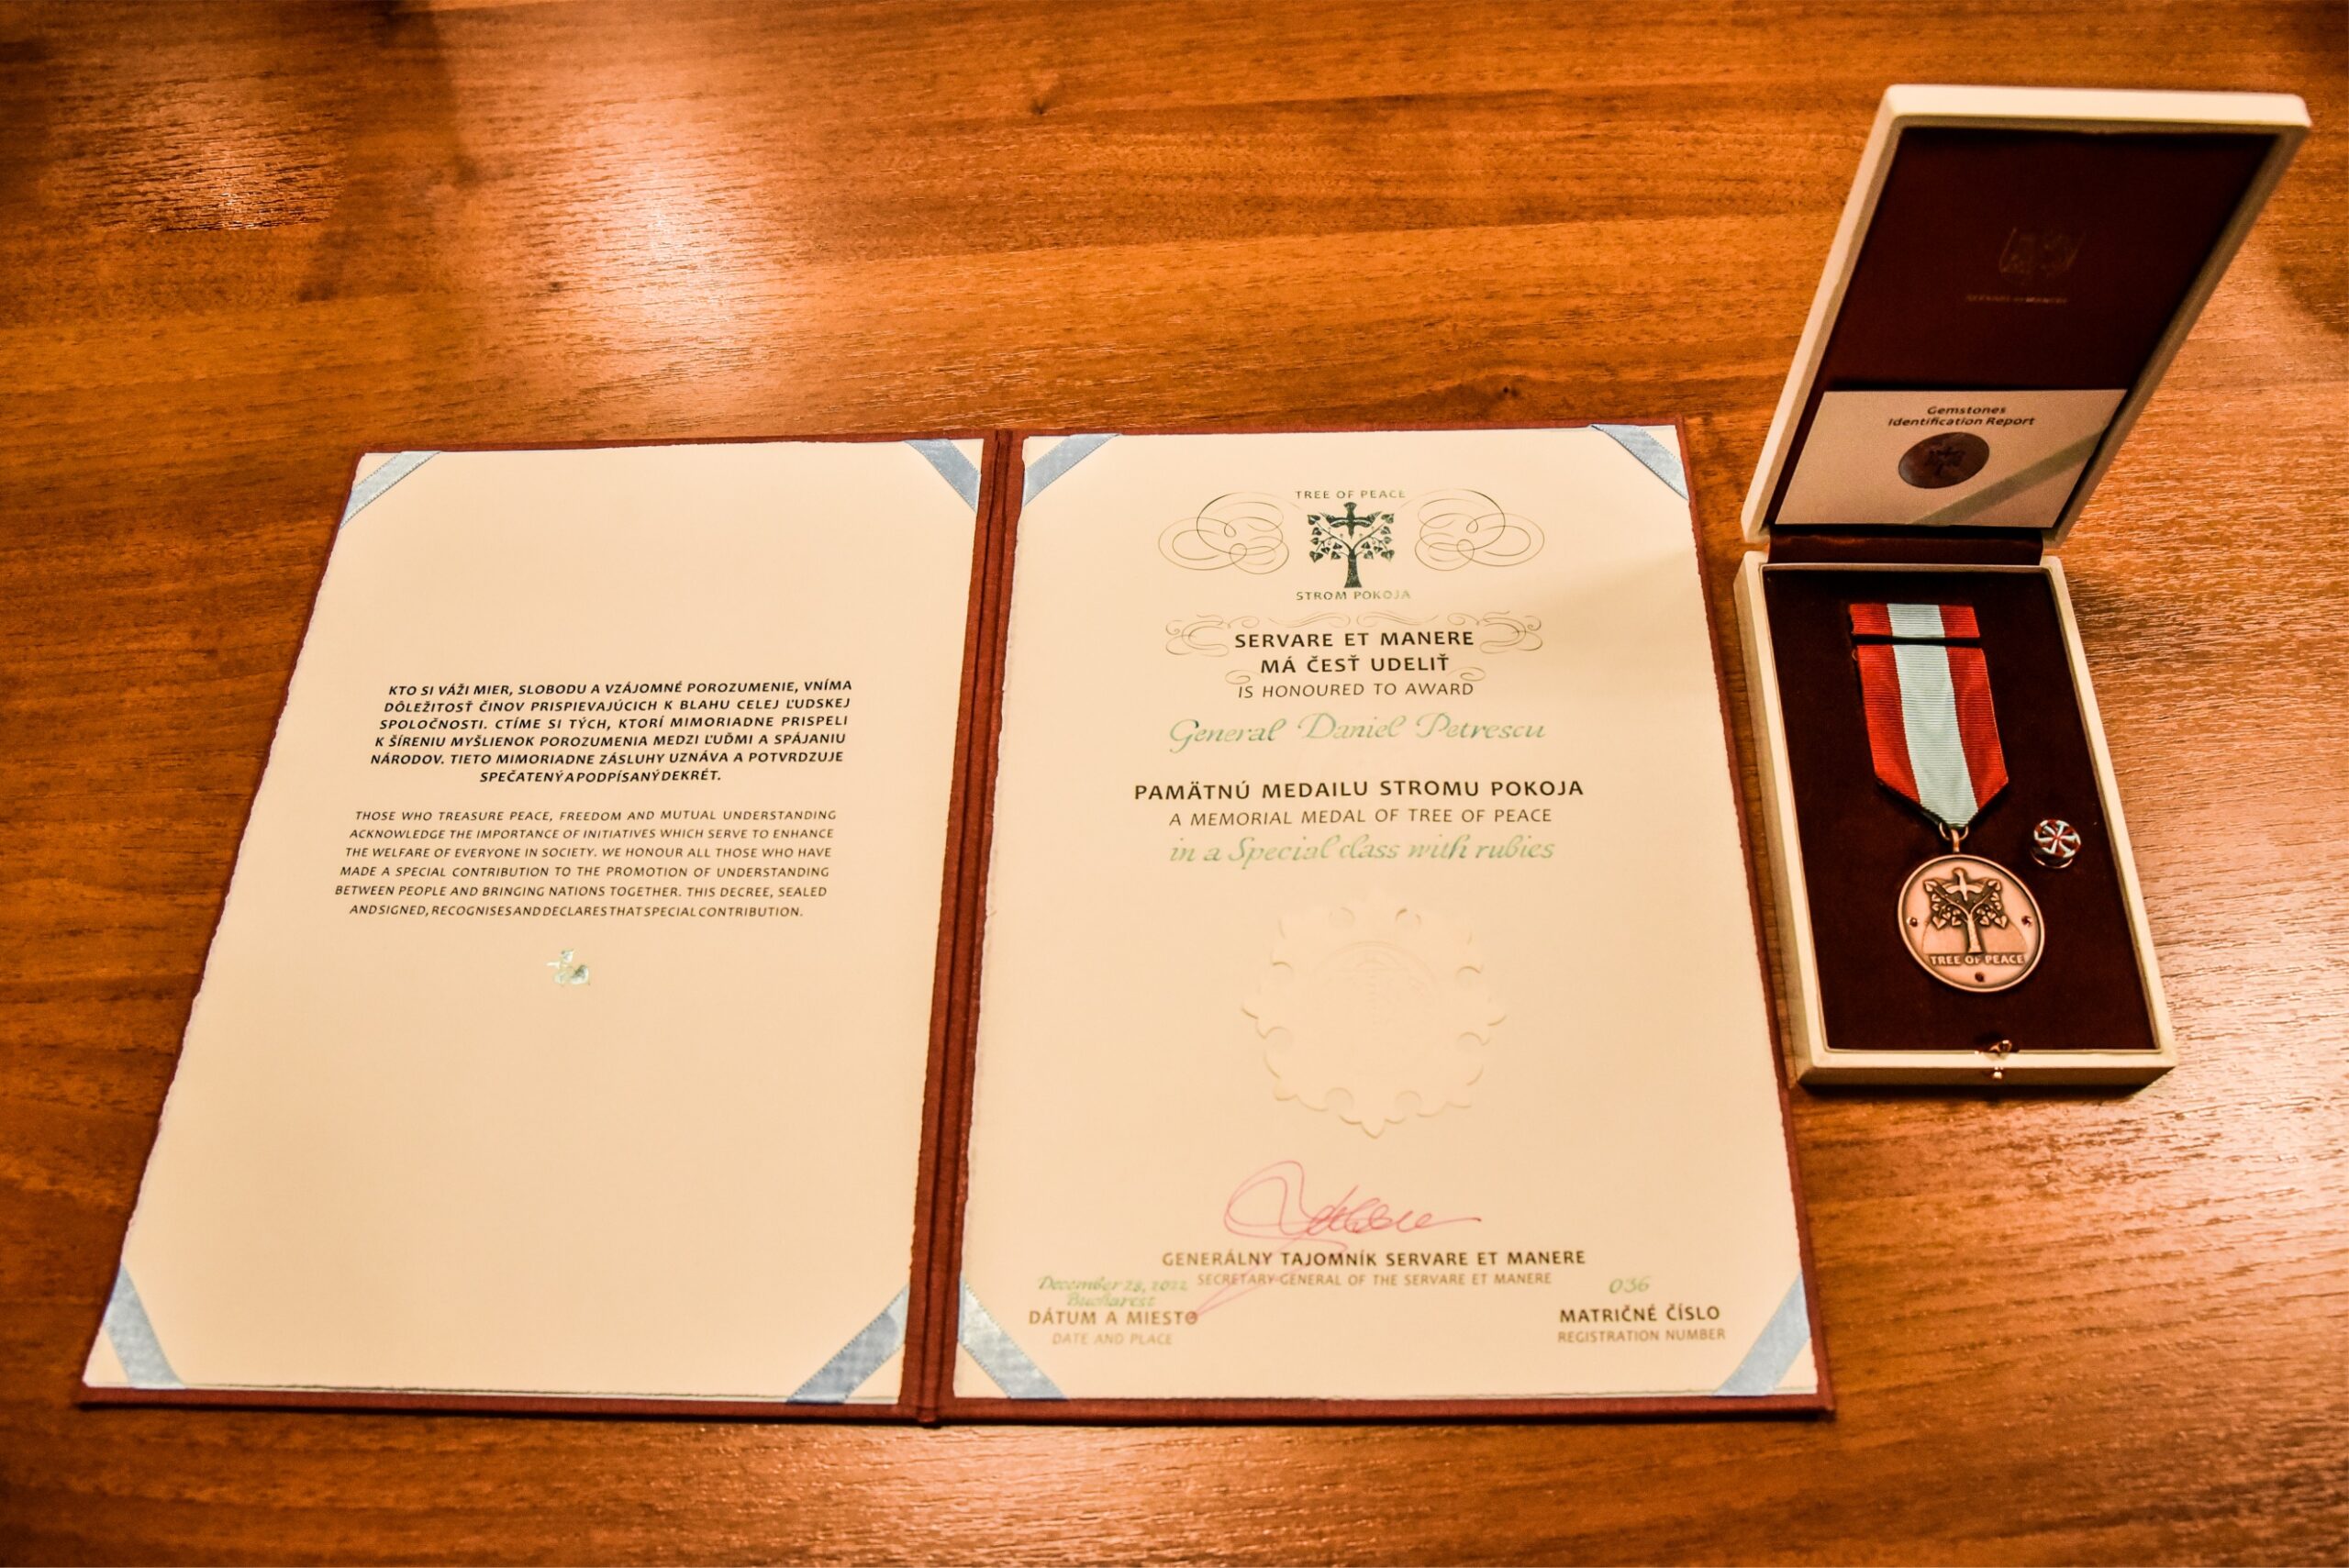 KTO SI VÁŽI MIER, SLOBODU A VZÁJOMNÉ POROZUMENIE, VNÍMA
DÔLEŽITOSŤ ČINOV PRISPIEVAJÚCICH K BLAHU CELEJ ĽUDSKEJ
SPOLOČNOSTI. CTÍME SI TÝCH, KTORÍ MIMORIADNE PRISPELI
K ŠÍRENIU MYŠLIENOK POROZUMENIA MEDZI ĽUĎMI A SPÁJANIU
NÁRODOV. TIETO MIMORIADNE ZÁSLUHY UZNÁVA A POTVRDZUJE
SPEČATENÝ A PODPÍSANÝ DEKRÉT.
THOSE WHO TREASURE PEACE, FREEDOM AND MUTUAL UNDERSTANDING
ACKNOWLEDGE THE IMPORTANCE OF INITIATIVES WHICH SERVE TO ENHANCE
THE WELFARE OF EVERYONE IN SOCIETY. WE HONOUR ALL THOSE WHO HAVE
MADE A SPECIAL CONTRIBUTION TO THE PROMOTION OF UNDERSTANDING
BETWEEN PEOPLE AND BRINGING NATIONS TOGETHER. THIS DECREE, SEALED
AND SIGNED, RECOGNISES AND DECLARES THAT SPECIAL CONTRIBUTION.
TREE OF PEACE
STROM POKOJA
SERVARE ET MANERE
MÁ ČESŤ UDELIŤ
IS HONOURED TO AWARD
General Daniel Petrescu
PAMÄTNÚ MEDAILU STROMU POKOJA
A MEMORIAL MEDAL OF TREE OF PEACE
in a Special class with rubies
GENERÁLNY TAJOMNÍK SERVARE ET MANERE
SECRETARY GENERAL OF THE SERVARE ET MANERE
December 28, 2022
Bucharest
DÁTUM A MIESTO
DATE AND PLACE
036
MATRIČNÉ ČÍSLO
REGISTRATION NUMBER
SERVARE ET MANERE
Gemstones
Identification Report
TREE OF PEACE